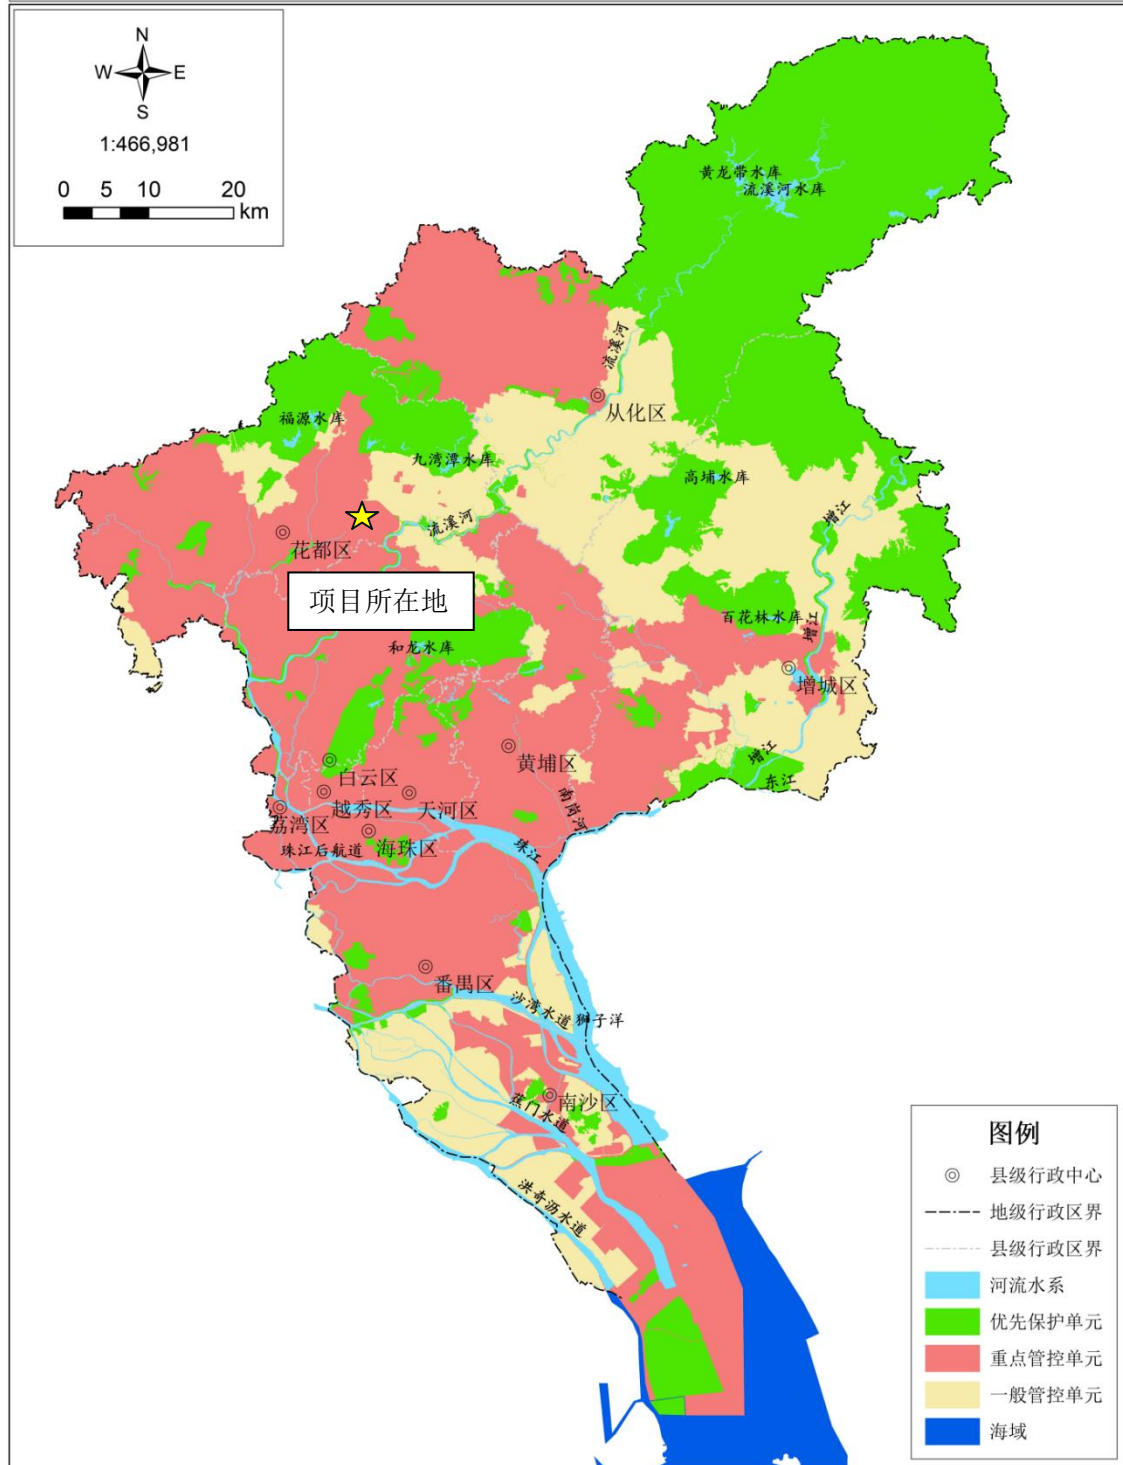 N
W E
S
1:466,981
0 5 10 20
km
黄龙带水库
流溪河水库
流溪河
从化区
福源水库
九湾潭水库
高埔水库
流溪河
增江
花都区
项目所在地
百花林水库
增江
和龙水库
增城区
黄埔区
增江
白云区
东江
越秀区
天河区
南岗河
荔湾区
海珠区
珠江后航道
珠江
番禺区
沙湾水道
狮子洋
南沙区
蕉门水道
洪奇沥水道
图例
县级行政中心
地级行政区界
县级行政区界
河流水系
优先保护单元
重点管控单元
一般管控单元
海域